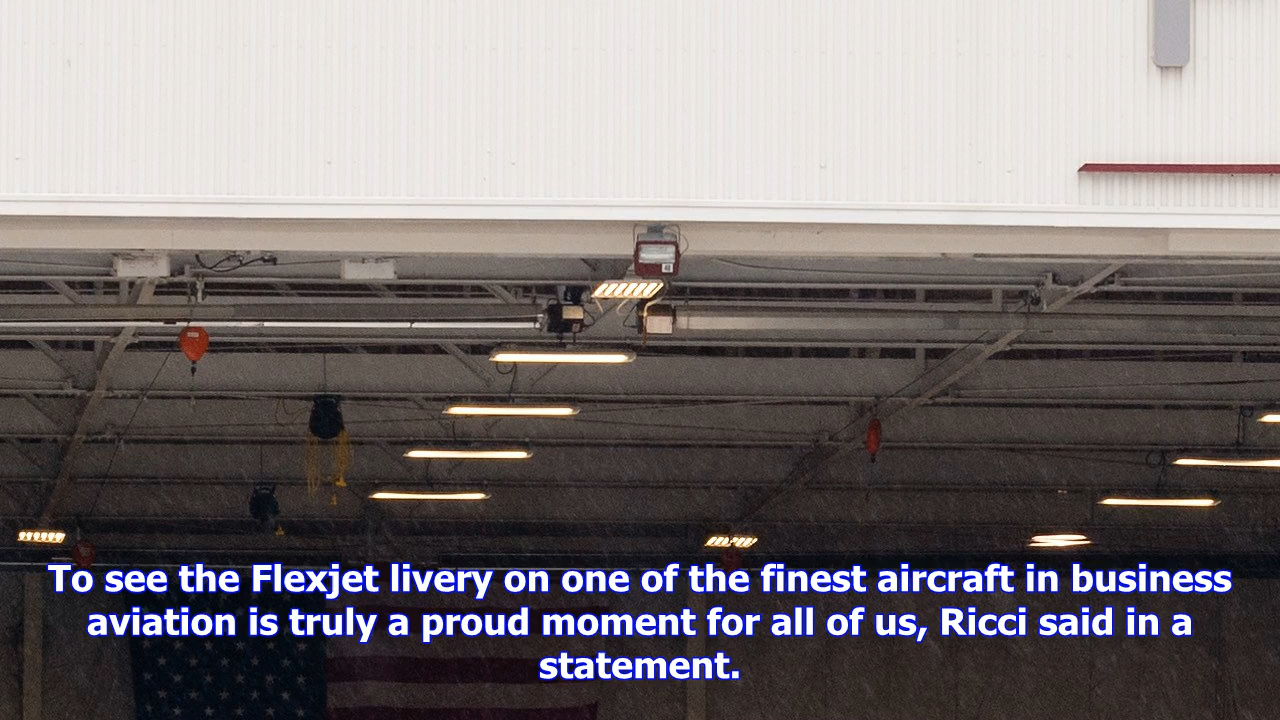 To see the Flexjet livery on one of the finest aircraft in business
aviation is truly a proud moment for all of us, Ricci said in a
statement.